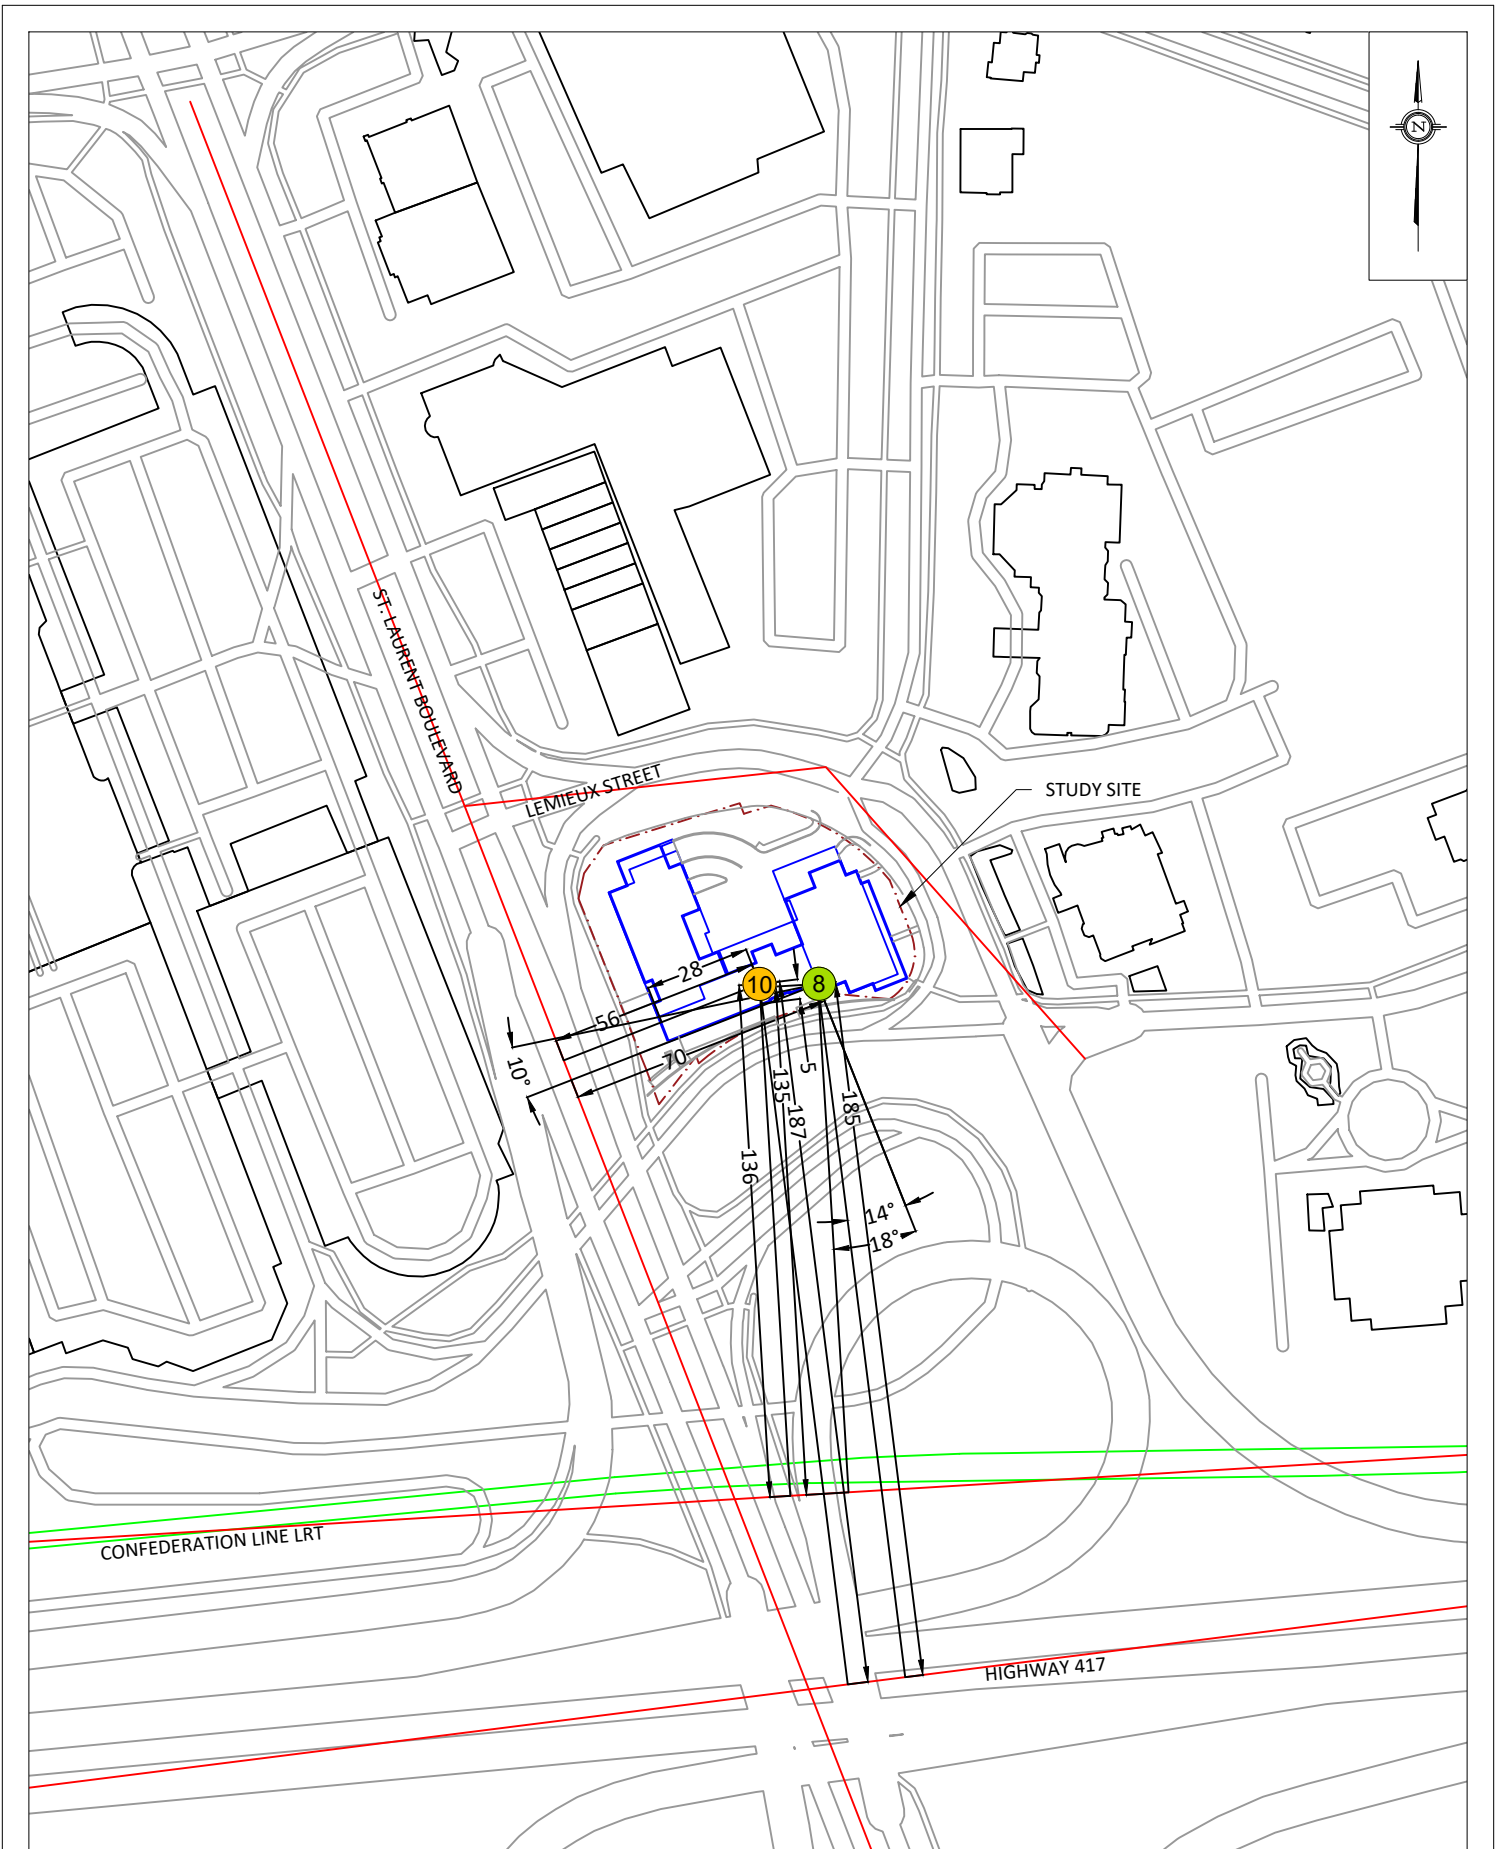 N
ST. LAURENT BOULEVARD
LEMIEUX STREET
STUDY SITE
28
10
8
56
70
10°
5
135
187
185
136
14°
18°
CONFEDERATION LINE LRT
HIGHWAY 417